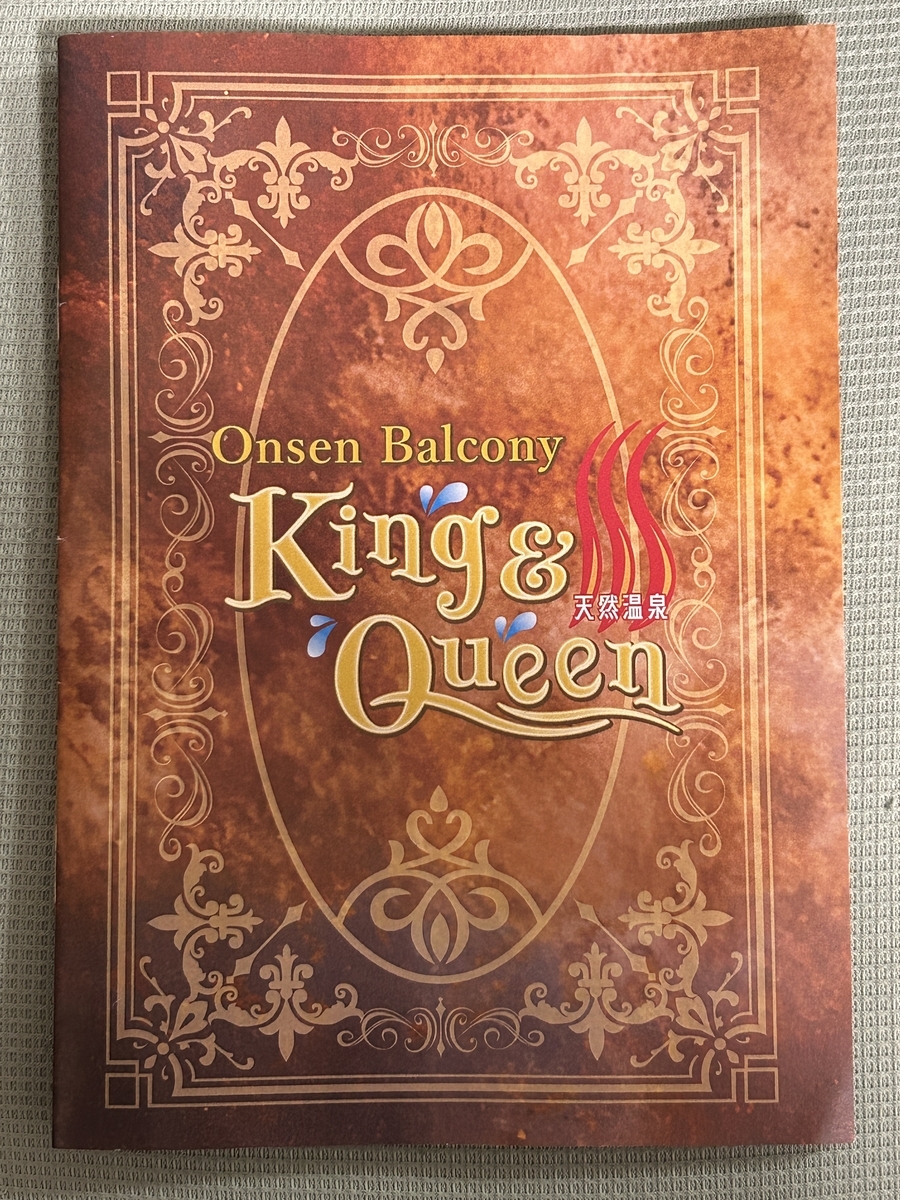 Onsen Balcony
King &
天然温泉
Queen